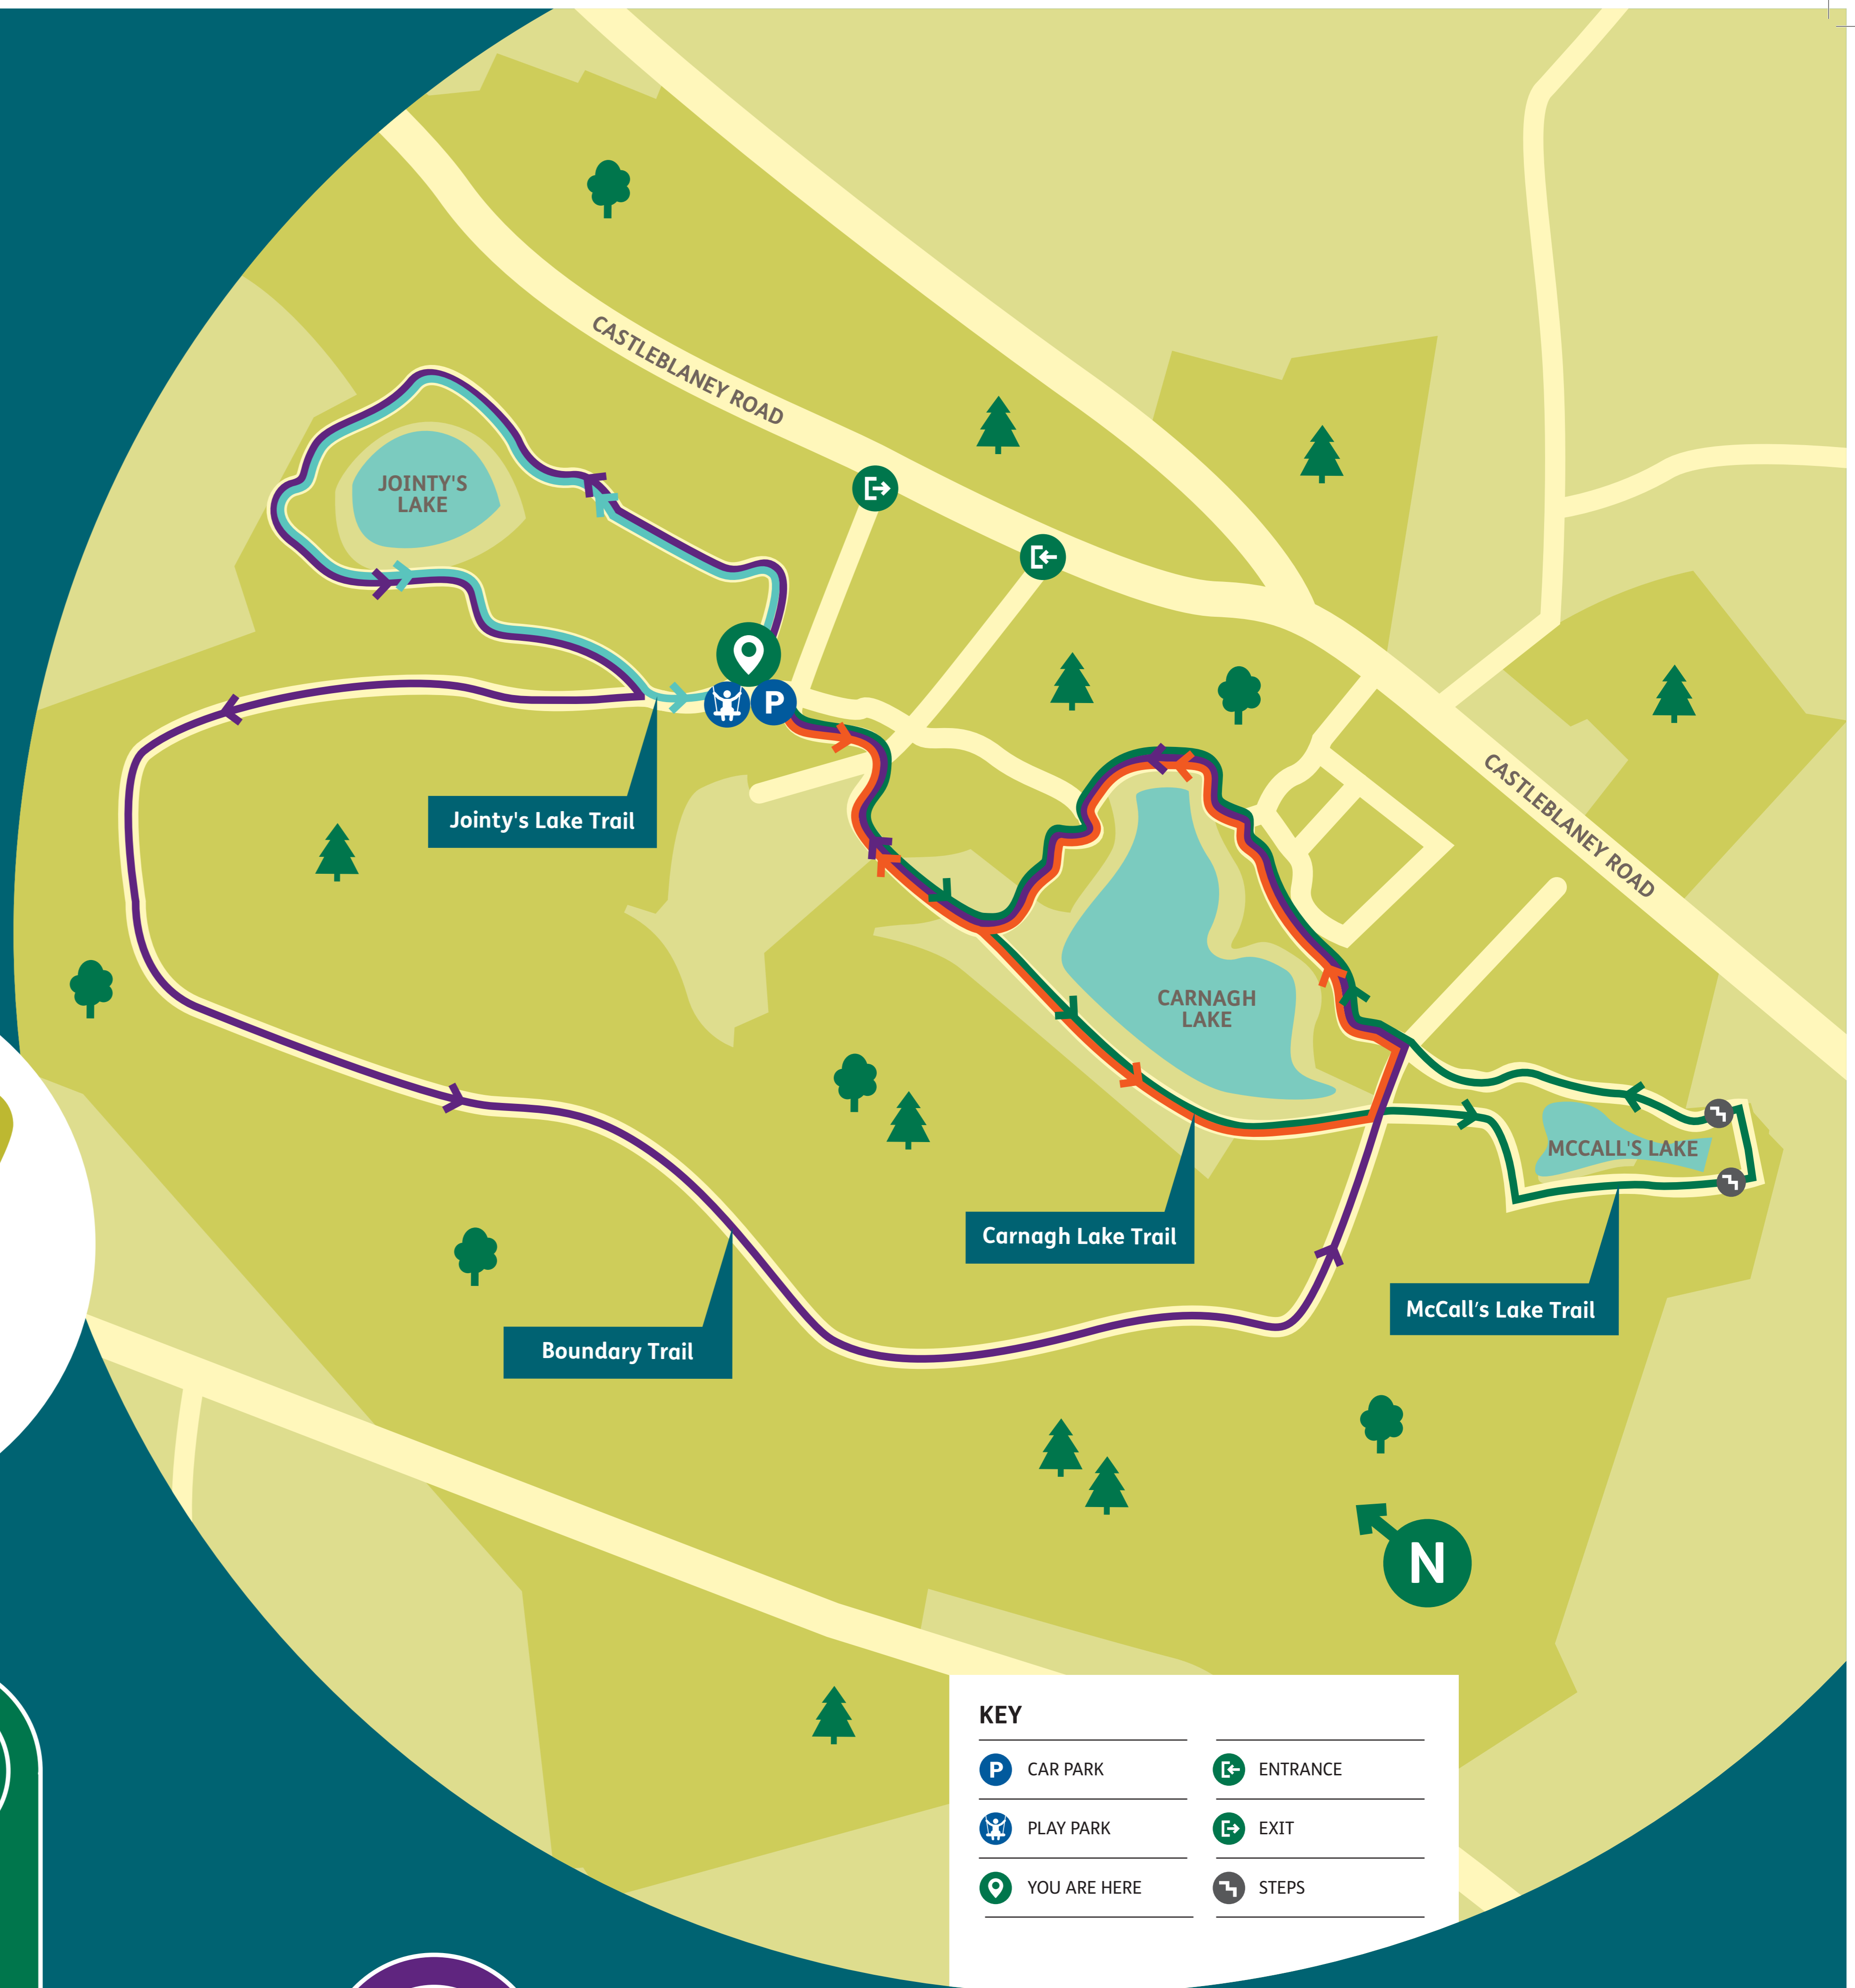 CASTLEBLANEY ROAD
JOINTY'S
LAKE
P
Jointy's Lake Trail
CASTLEBLANEY ROAD
CARNAGH
LAKE
MCCALL'S LAKE
Carnagh Lake Trail
McCall's Lake Trail
Boundary Trail
N
KEY
P CAR PARK
ENTRANCE
PLAY PARK
EXIT
YOU ARE HERE
STEPS